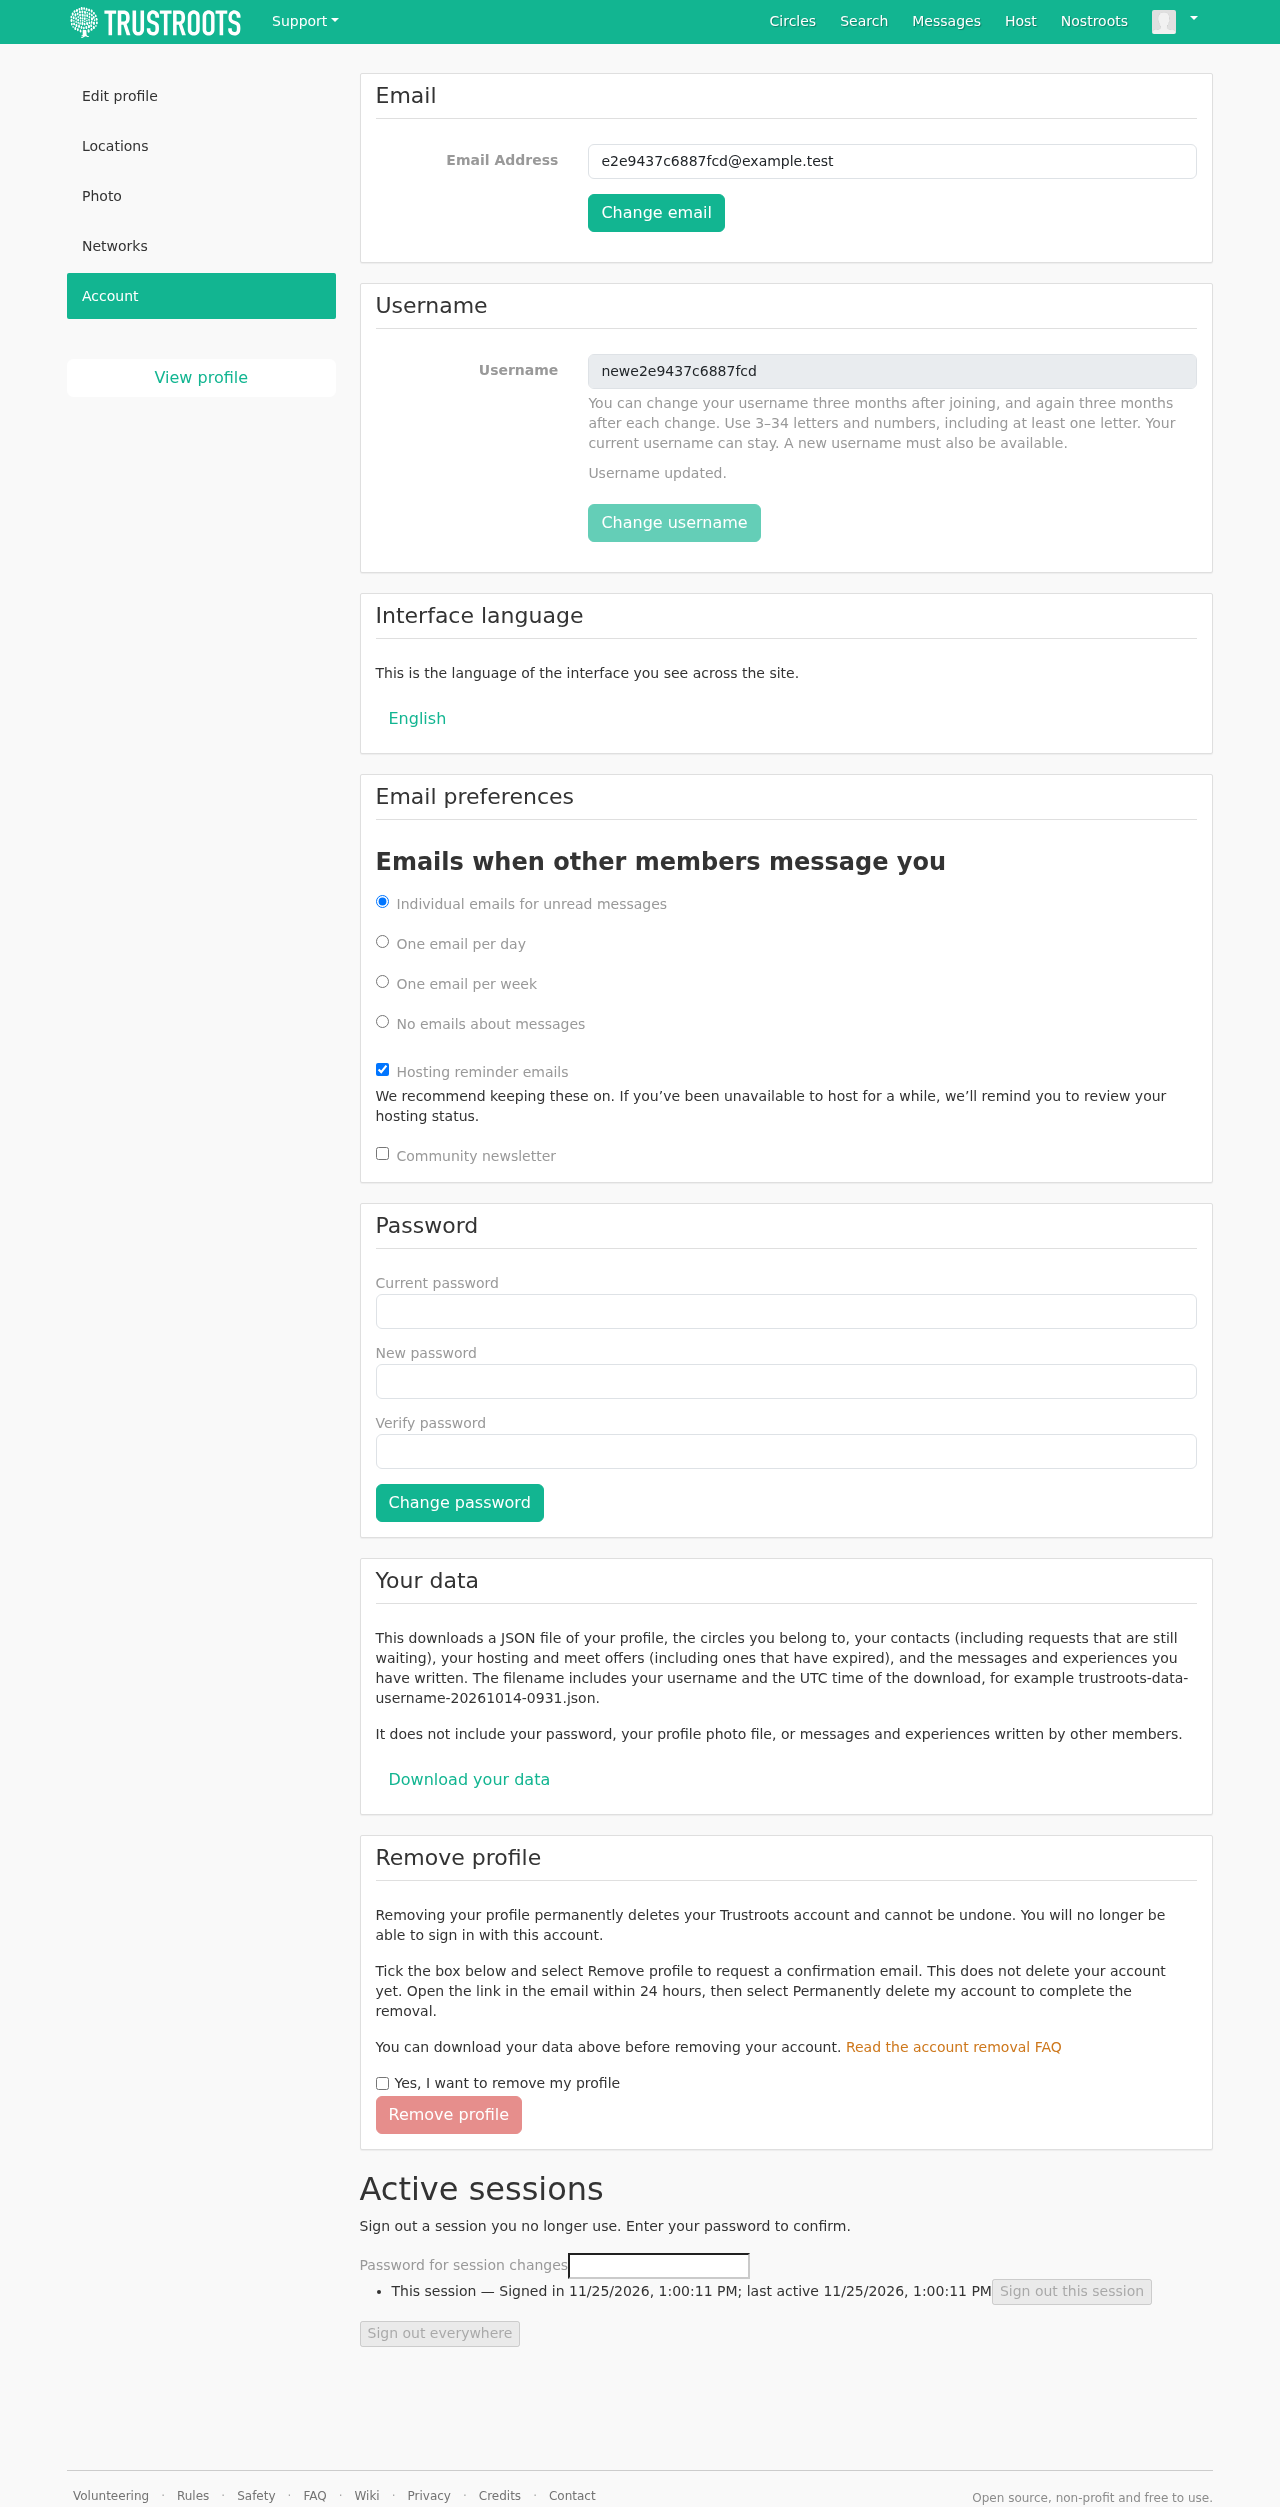 TRUSTROOTS
Support
Circles
Search
Messages
Host
Nostroots
Edit profile
Locations
Photo
Networks
Account
View profile
Email
Email Address
e2e9437c6887fcd@example.test
Change email
Username
Username
newe2e9437c6887fcd
You can change your username three months after joining, and again three months
after each change. Use 3–34 letters and numbers, including at least one letter. Your
current username can stay. A new username must also be available.
Username updated.
Change username
Interface language
This is the language of the interface you see across the site.
English
Email preferences
Emails when other members message you
Individual emails for unread messages
One email per day
One email per week
No emails about messages
Hosting reminder emails
We recommend keeping these on. If you’ve been unavailable to host for a while, we’ll remind you to review your
hosting status.
Community newsletter
Password
Current password
New password
Verify password
Change password
Your data
This downloads a JSON file of your profile, the circles you belong to, your contacts (including requests that are still
waiting), your hosting and meet offers (including ones that have expired), and the messages and experiences you
have written. The filename includes your username and the UTC time of the download, for example trustroots-data-
username-20261014-0931.json.
It does not include your password, your profile photo file, or messages and experiences written by other members.
Download your data
Remove profile
Removing your profile permanently deletes your Trustroots account and cannot be undone. You will no longer be
able to sign in with this account.
Tick the box below and select Remove profile to request a confirmation email. This does not delete your account
yet. Open the link in the email within 24 hours, then select Permanently delete my account to complete the
removal.
You can download your data above before removing your account. Read the account removal FAQ
Yes, I want to remove my profile
Remove profile
Active sessions
Sign out a session you no longer use. Enter your password to confirm.
Password for session changes
• This session — Signed in 11/25/2026, 1:00:11 PM; last active 11/25/2026, 1:00:11 PM Sign out this session
Sign out everywhere
Volunteering · Rules · Safety · FAQ · Wiki · Privacy · Credits · Contact
Open source, non-profit and free to use.